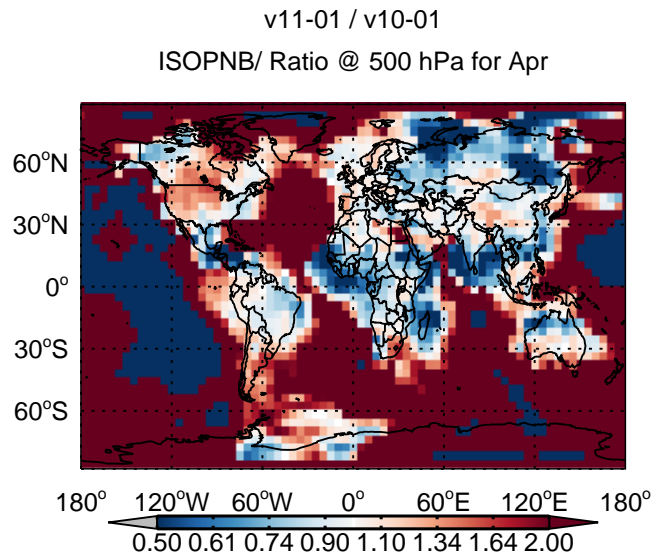 v11-01 / v10-01
ISOPNB/ Ratio @ 500 hPa for Apr
60°N
30°N
0°
30°S
60°S
180° 120°W 60°W 0° 60°E 120°E 180°
0.50 0.61 0.74 0.90 1.10 1.34 1.64 2.00